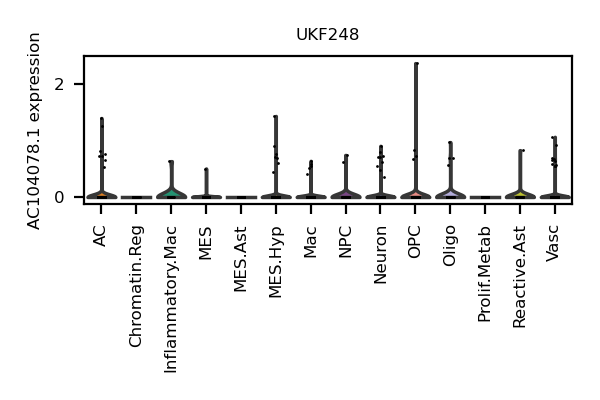 UKF248
AC104078.1 expression
2
0
AC
Chromatin.Reg
Inflammatory.Mac
MES
MES.Ast
MES.Hyp
Mac
NPC
Neuron
OPC
Oligo
Prolif.Metab
Reactive.Ast
Vasc